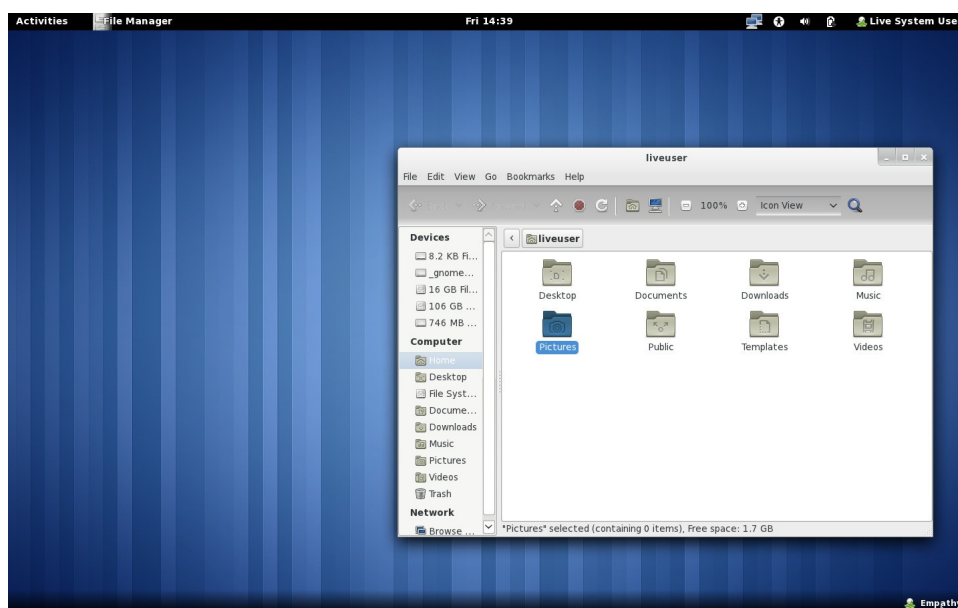 Activities File Manager Fri 14:39 Live System Use
liveuser
File Edit View Go Bookmarks Help
100% Icon View
Devices
8.2 KB Fi...
_gnome...
16 GB Fil...
106 GB ...
746 MB ...
Computer
Home
Desktop
File Syst...
Docume...
Downloads
Music
Pictures
Videos
Trash
Network
Browse ...
liveuser
Desktop Documents Downloads Music
Pictures Public Templates Videos
"Pictures" selected (containing 0 items), Free space: 1.7 GB
Empathy